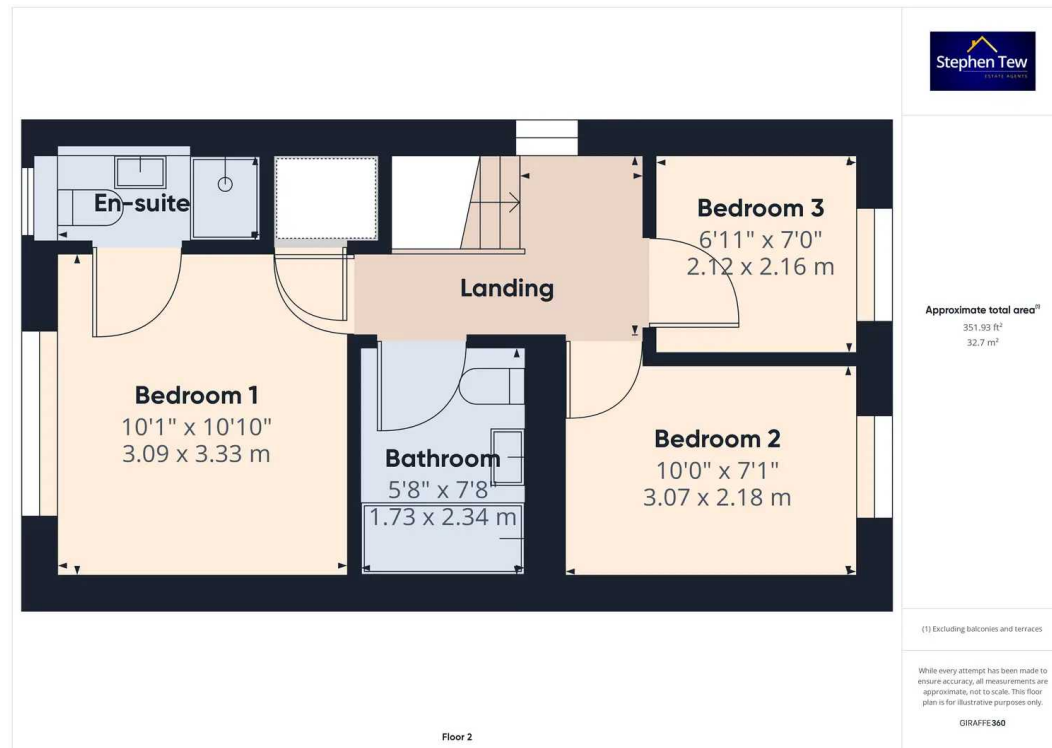 Stephen Tew
ESTATE AGENTS
En-suite
Bedroom 3
6'11" x 7'0"
2.12 x 2.16 m
Landing
Bedroom 1
10'1" x 10'10"
3.09 x 3.33 m
Bathroom
5'8" x 7'8"
1.73 x 2.34 m
Bedroom 2
10'0" x 7'1"
3.07 x 2.18 m
Floor 2
Approximate total area(1)
351.93 ft²
32.7 m²
(1) Excluding balconies and terraces
While every attempt has been made to
ensure accuracy, all measurements are
approximate, not to scale. This floor
plan is for illustrative purposes only.
GIRAFFE360